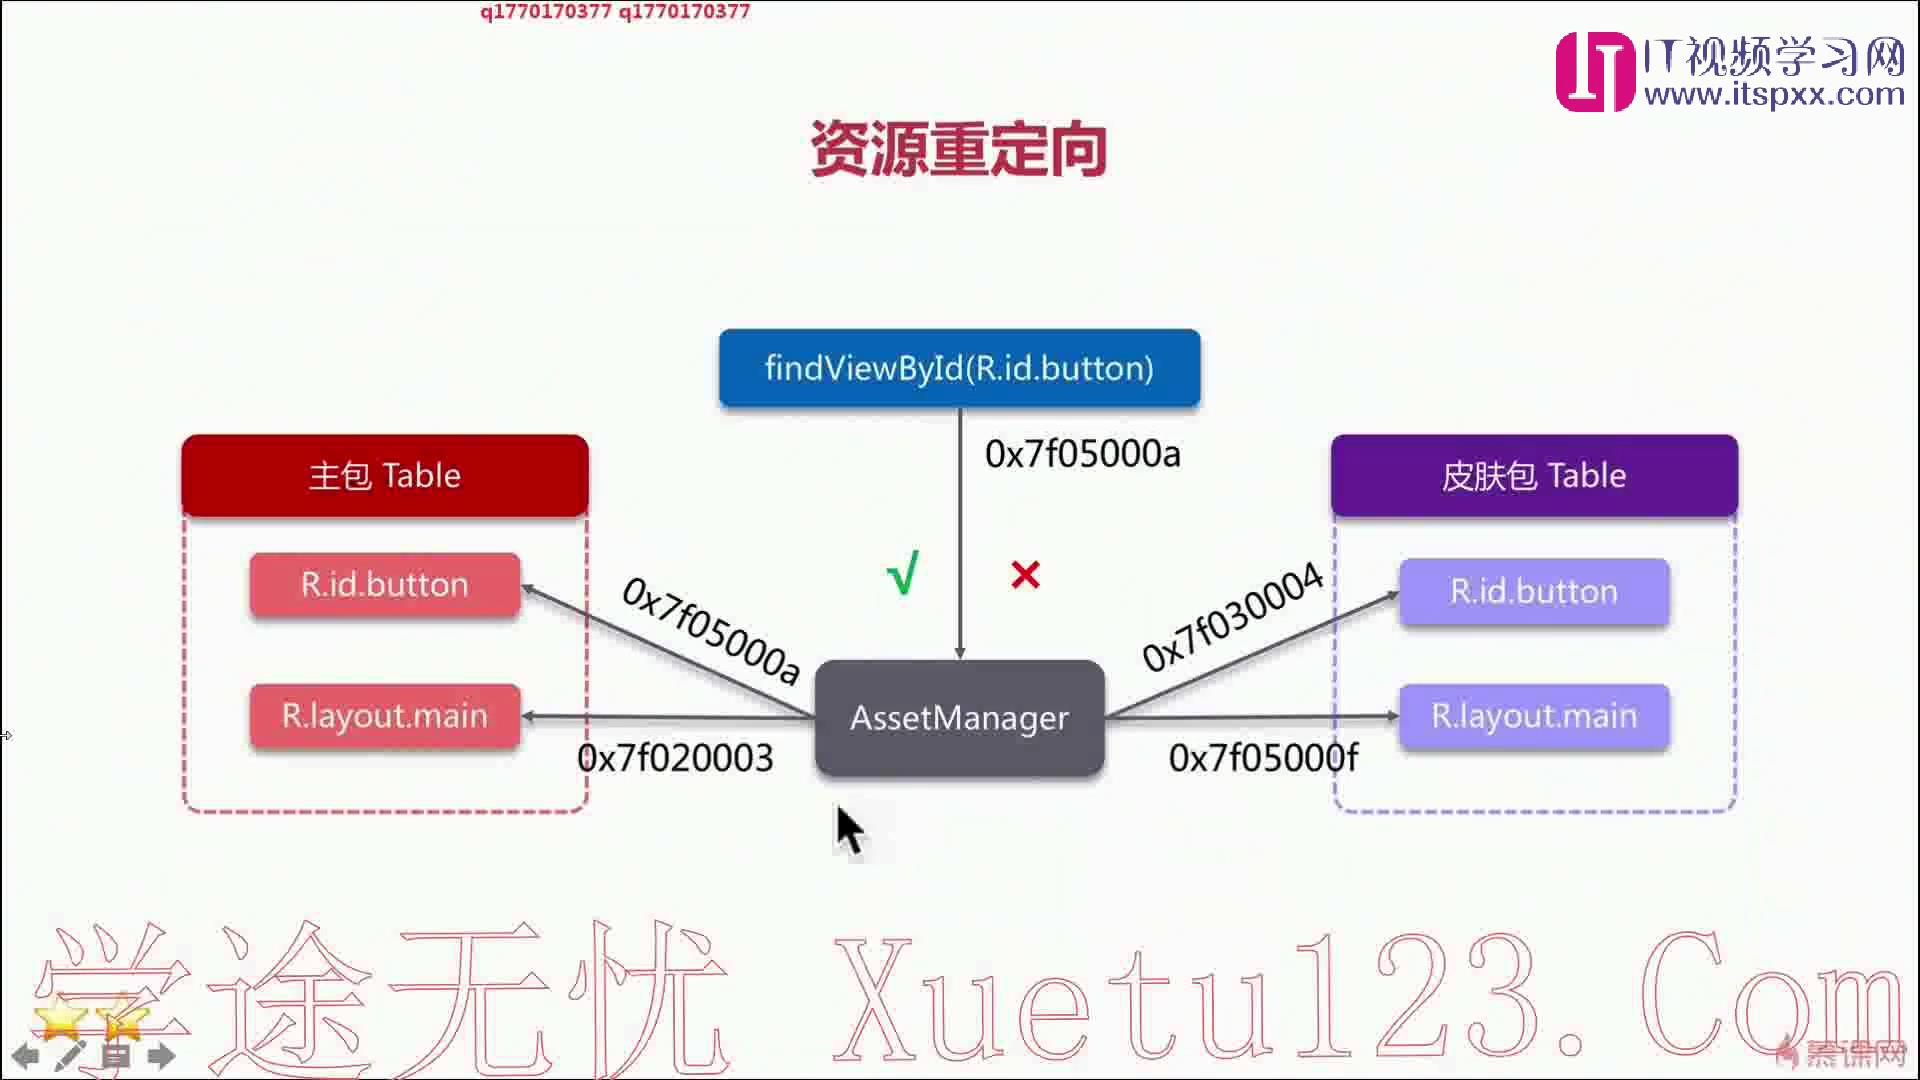 q1770170377 q1770170377
IT视频学习网
www.itspxx.com
资源重定向
findViewById(R.id.button)
0x7f05000a
主包 Table
皮肤包 Table
√
×
R.id.button
0x7f05000a
0x7f030004
R.id.button
R.layout.main
AssetManager
R.layout.main
0x7f020003
0x7f05000f
学途无忧 Xuetu123.Com
慕课网